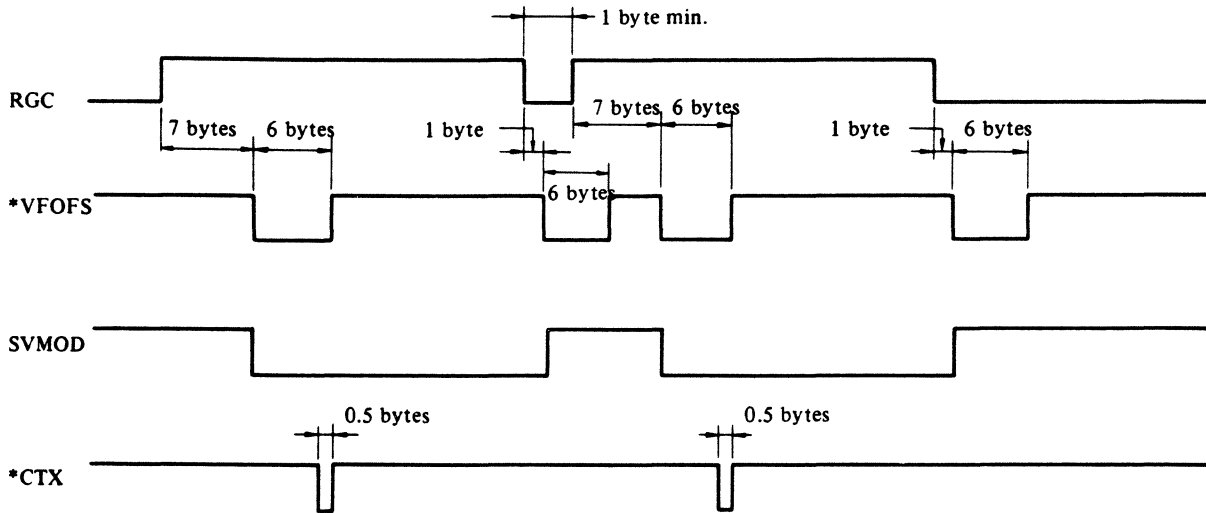 1 byte min.
RGC
7 bytes
6 bytes
1 byte
7 bytes
6 bytes
1 byte
6 bytes
*VFOFS
6 bytes
SVMOD
0.5 bytes
0.5 bytes
*CTX